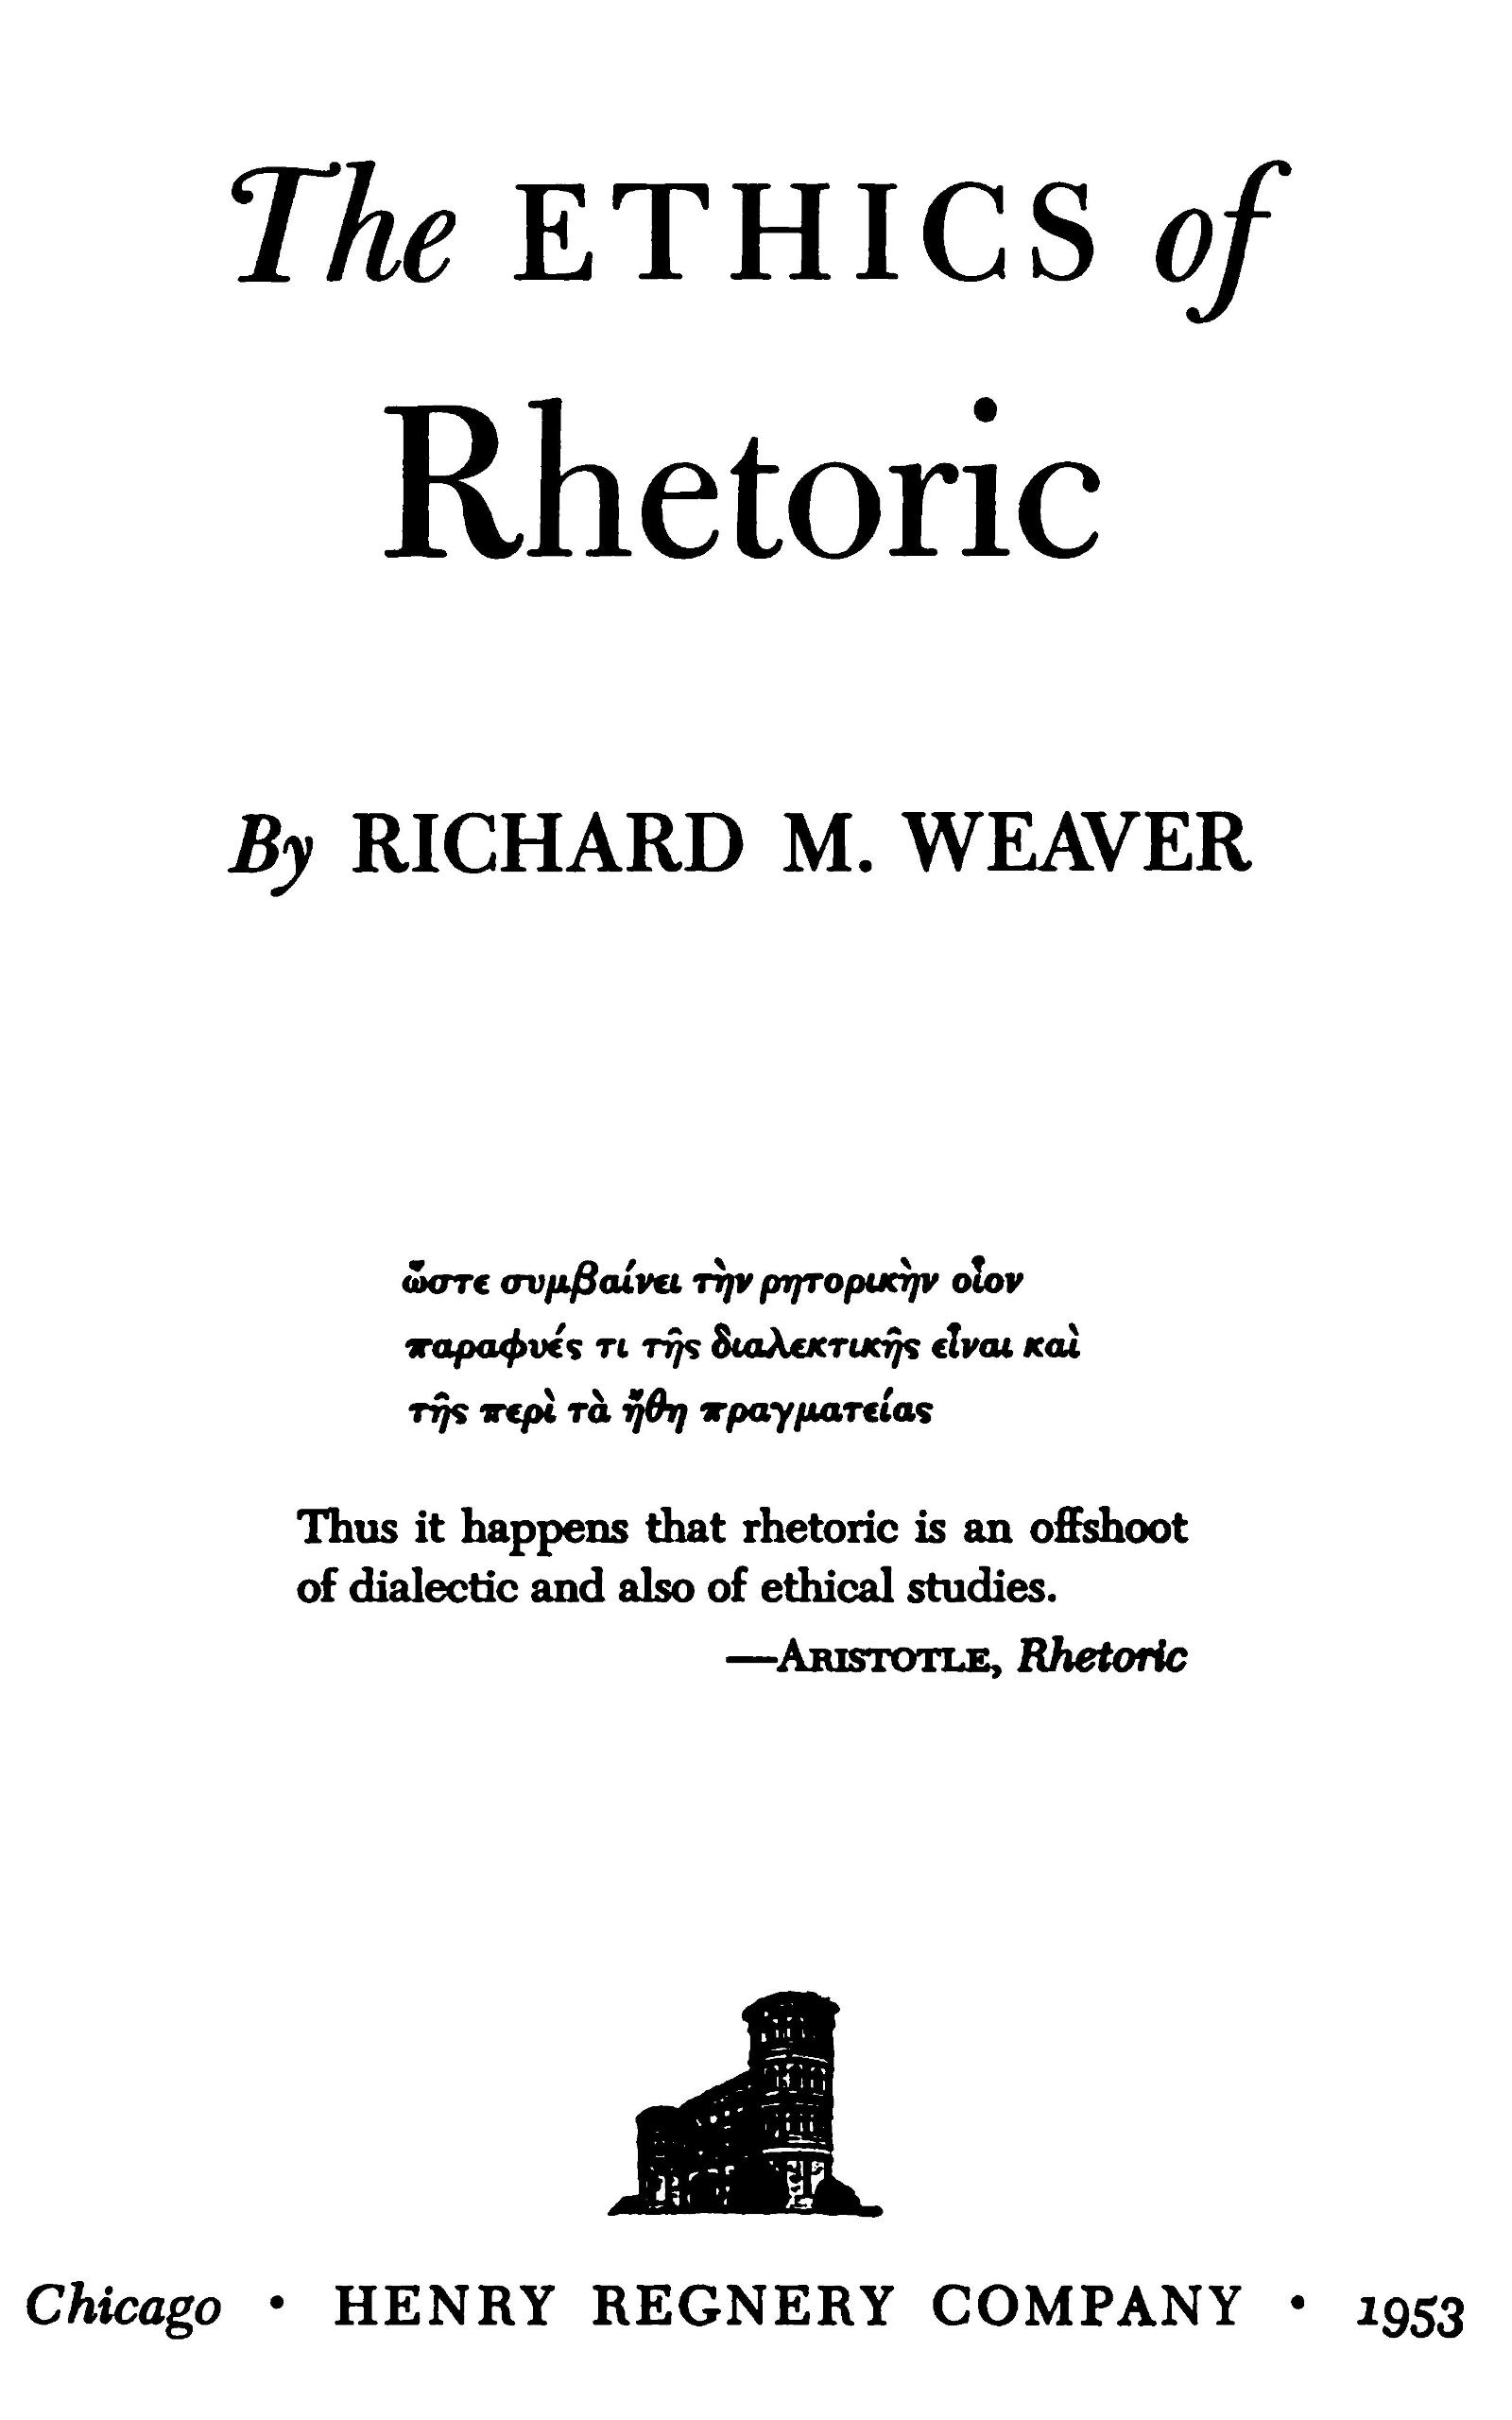 The ETHICS of
Rhetoric
By RICHARD M. WEAVER
ὥστε συμβαίνει τὴν ρητορικὴν οἷον
παραφυές τι τῆς διαλεκτικῆς εἶναι καὶ
τῆς περὶ τὰ ἤθη πραγματείας
Thus it happens that rhetoric is an offshoot
of dialectic and also of ethical studies.
—ARISTOTLE, Rhetoric
Chicago · HENRY REGNERY COMPANY · 1953